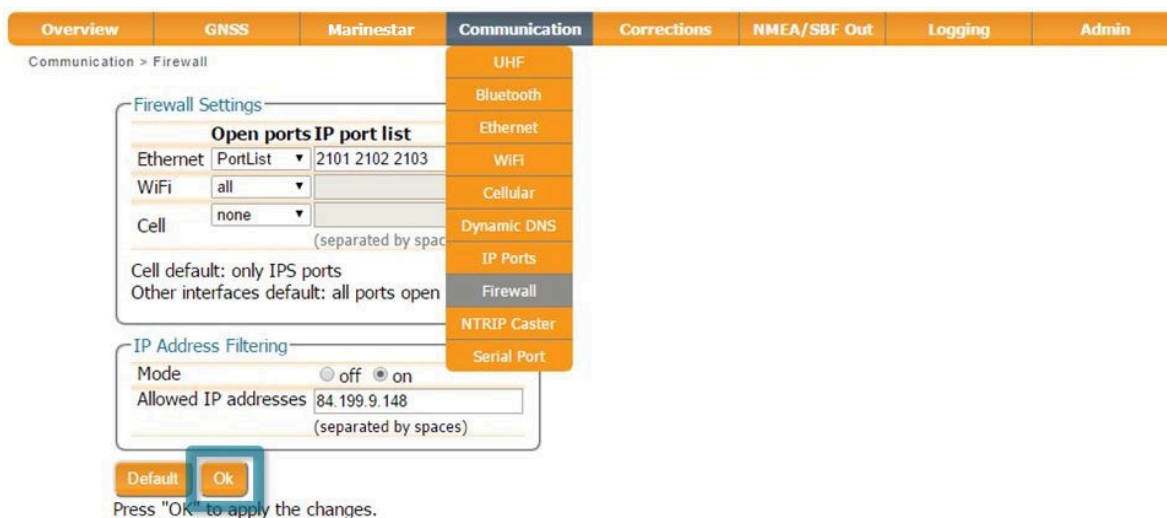 Overview GNSS Marinestar Communication Corrections NMEA/SBF Out Logging Admin
Communication > Firewall
UHF
Bluetooth
Ethernet
WiFi
Cellular
Dynamic DNS
IP Ports
Firewall
NTRIP Caster
Serial Port
Firewall Settings
Open ports IP port list
Ethernet PortList 2101 2102 2103
WiFi all
Cell none
(separated by spac
Cell default: only IPS ports
Other interfaces default: all ports open
IP Address Filtering
Mode off on
Allowed IP addresses 84.199.9.148
(separated by spaces)
Default Ok
Press "OK" to apply the changes.